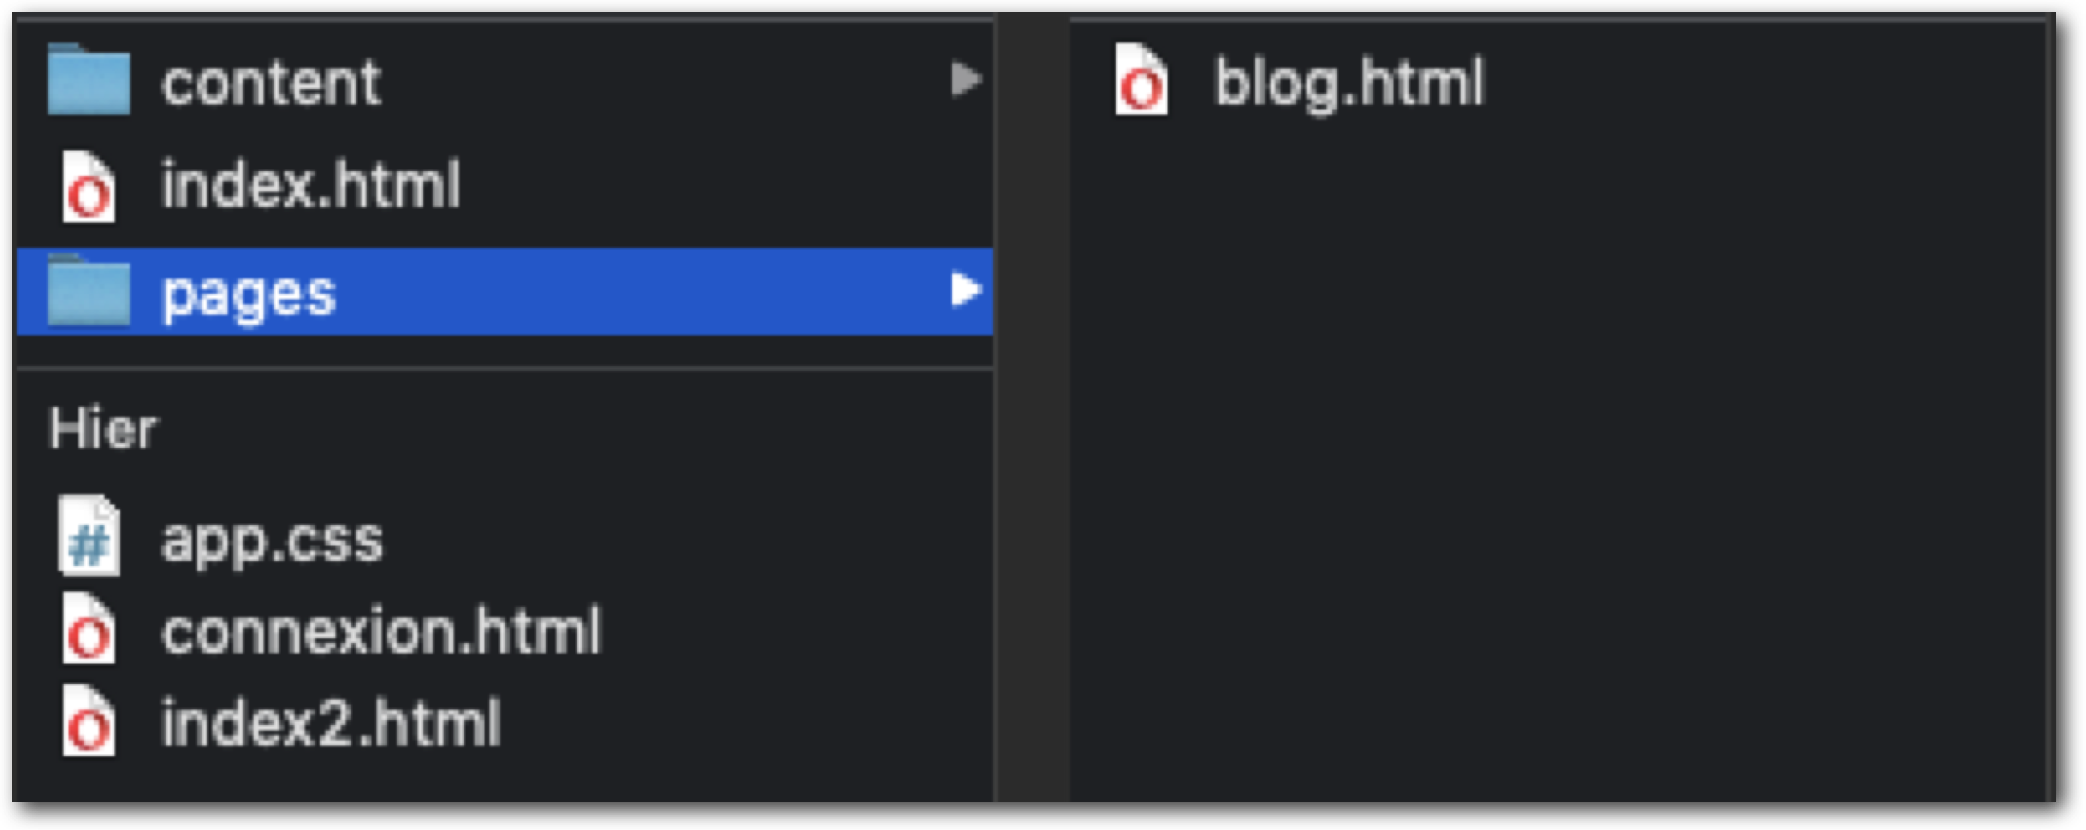 content
index.html
pages
Hier
app.css
connexion.html
index2.html
blog.html